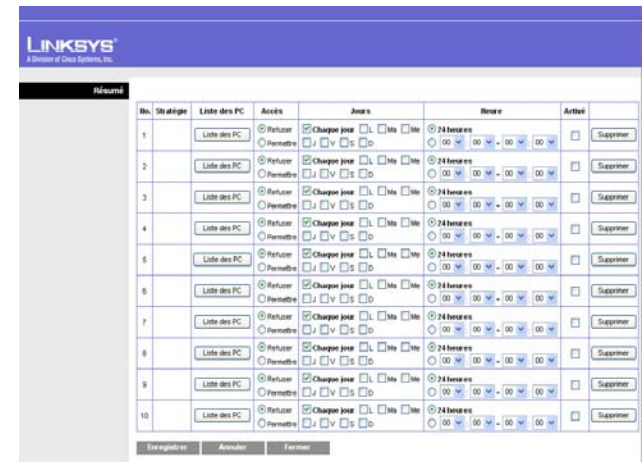 LINKSYS®
A Division of Cisco Systems, Inc.
Résumé
No. Stratégie Liste des PC Accès Jours Heure Activé
1 Liste des PC Refuser Chaque jour L Ma Me 24 heures Supprimer
Permettre J V S D 00 : 00 - 00 : 00
2 Liste des PC Refuser Chaque jour L Ma Me 24 heures Supprimer
Permettre J V S D 00 : 00 - 00 : 00
3 Liste des PC Refuser Chaque jour L Ma Me 24 heures Supprimer
Permettre J V S D 00 : 00 - 00 : 00
4 Liste des PC Refuser Chaque jour L Ma Me 24 heures Supprimer
Permettre J V S D 00 : 00 - 00 : 00
5 Liste des PC Refuser Chaque jour L Ma Me 24 heures Supprimer
Permettre J V S D 00 : 00 - 00 : 00
6 Liste des PC Refuser Chaque jour L Ma Me 24 heures Supprimer
Permettre J V S D 00 : 00 - 00 : 00
7 Liste des PC Refuser Chaque jour L Ma Me 24 heures Supprimer
Permettre J V S D 00 : 00 - 00 : 00
8 Liste des PC Refuser Chaque jour L Ma Me 24 heures Supprimer
Permettre J V S D 00 : 00 - 00 : 00
9 Liste des PC Refuser Chaque jour L Ma Me 24 heures Supprimer
Permettre J V S D 00 : 00 - 00 : 00
10 Liste des PC Refuser Chaque jour L Ma Me 24 heures Supprimer
Permettre J V S D 00 : 00 - 00 : 00
Enregistrer Annuler Fermer